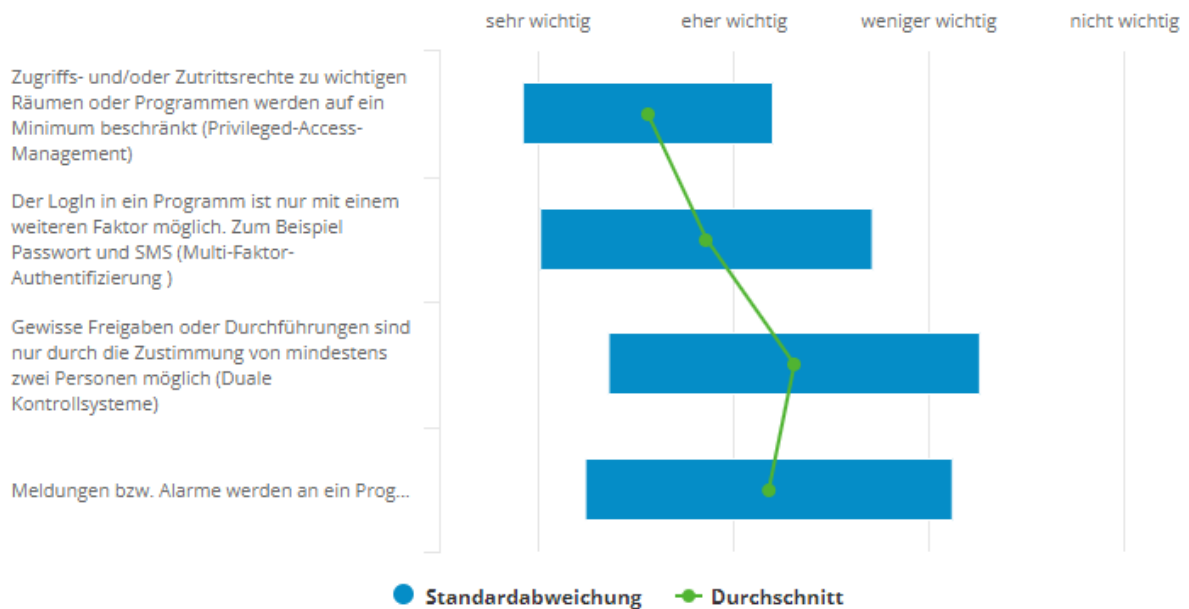 sehr wichtig eher wichtig weniger wichtig nicht wichtig
Zugriffs- und/oder Zutrittsrechte zu wichtigen
Räumen oder Programmen werden auf ein
Minimum beschränkt (Privileged-Access-
Management)
Der LogIn in ein Programm ist nur mit einem
weiteren Faktor möglich. Zum Beispiel
Passwort und SMS (Multi-Faktor-
Authentifizierung )
Gewisse Freigaben oder Durchführungen sind
nur durch die Zustimmung von mindestens
zwei Personen möglich (Duale
Kontrollsysteme)
Meldungen bzw. Alarme werden an ein Prog...
Standardabweichung Durchschnitt